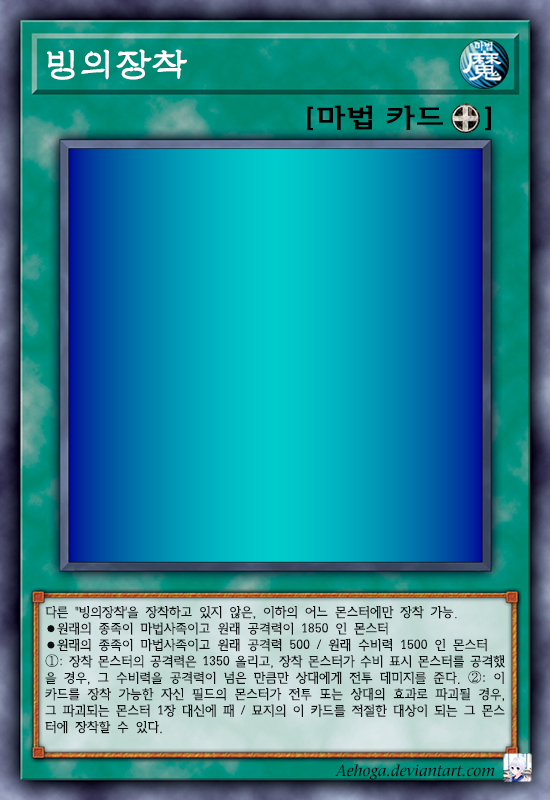 빙의장착
마법
魔
[마법 카드 ]
다른 "빙의장착"을 장착하고 있지 않은, 이하의 어느 몬스터에만 장착 가능.
●원래의 종족이 마법사족이고 원래 공격력이 1850 인 몬스터
●원래의 종족이 마법사족이고 원래 공격력 500 / 원래 수비력 1500 인 몬스터
①: 장착 몬스터의 공격력은 1350 올리고, 장착 몬스터가 수비 표시 몬스터를 공격했
을 경우, 그 수비력을 공격력이 넘은 만큼만 상대에게 전투 데미지를 준다. ②: 이
카드를 장착 가능한 자신 필드의 몬스터가 전투 또는 상대의 효과로 파괴될 경우,
그 파괴되는 몬스터 1장 대신에 패 / 묘지의 이 카드를 적절한 대상이 되는 그 몬스
터에 장착할 수 있다.
Aehoga.deviantart.com